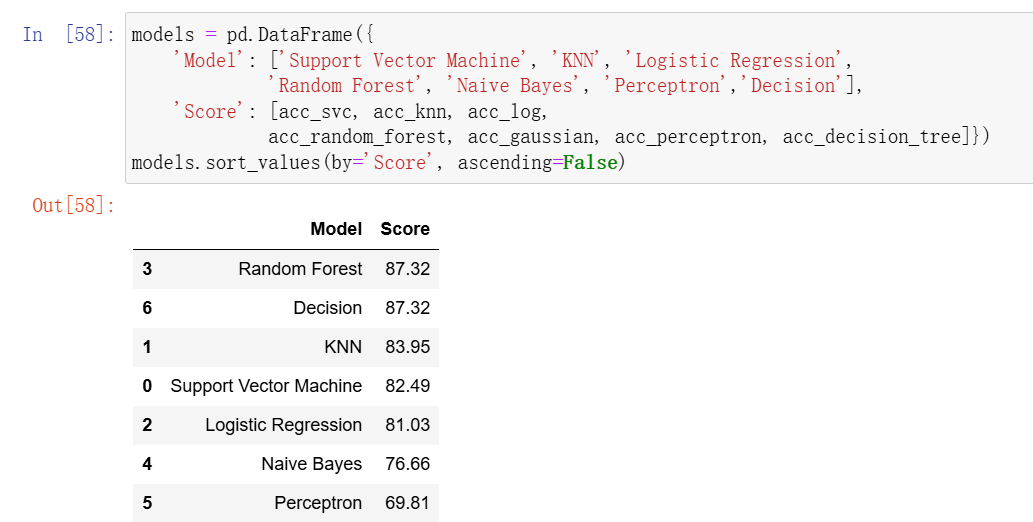 In [58]: models = pd.DataFrame({
'Model': ['Support Vector Machine', 'KNN', 'Logistic Regression',
'Random Forest', 'Naive Bayes', 'Perceptron','Decision'],
'Score': [acc_svc, acc_knn, acc_log,
acc_random_forest, acc_gaussian, acc_perceptron, acc_decision_tree]})
models.sort_values(by='Score', ascending=False)
Out[58]:
Model Score
3 Random Forest 87.32
6 Decision 87.32
1 KNN 83.95
0 Support Vector Machine 82.49
2 Logistic Regression 81.03
4 Naive Bayes 76.66
5 Perceptron 69.81